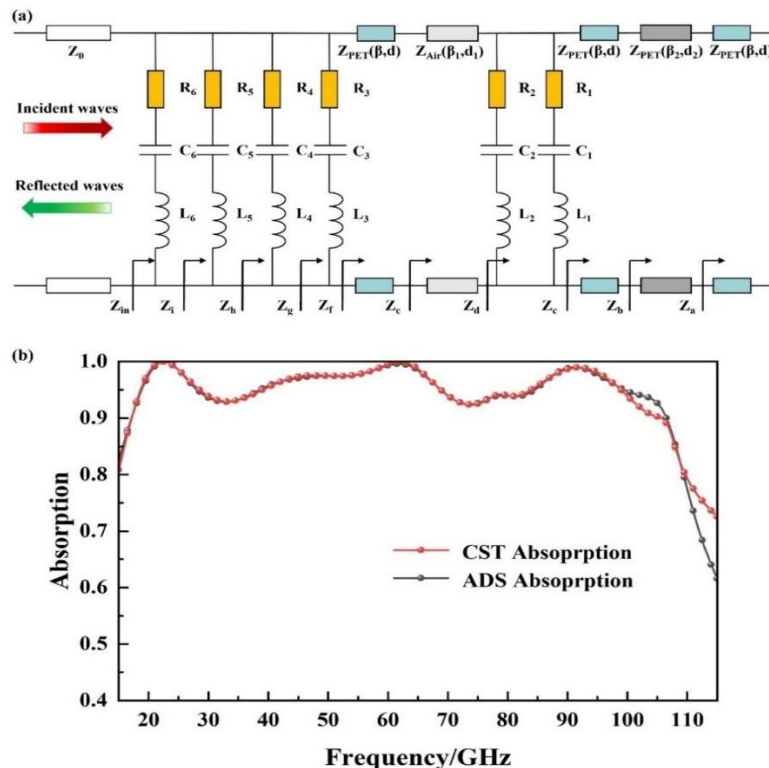 (a)
Z0
ZPET(β,d) ZAir(β1,d1) ZPET(β,d) ZPET(β2,d2) ZPET(β,d)
R6 R5 R4 R3 R2 R1
Incident waves
C6 C5 C4 C3 C2 C1
Reflected waves
L6 L5 L4 L3 L2 L1
Zin Zi Zh Zg Zf Zc Zd Zc Zb Za
(b)
1.0
0.9
0.8
0.7
0.6
0.5
0.4
Absorption
CST Absoprption
ADS Absoprption
20 30 40 50 60 70 80 90 100 110
Frequency/GHz